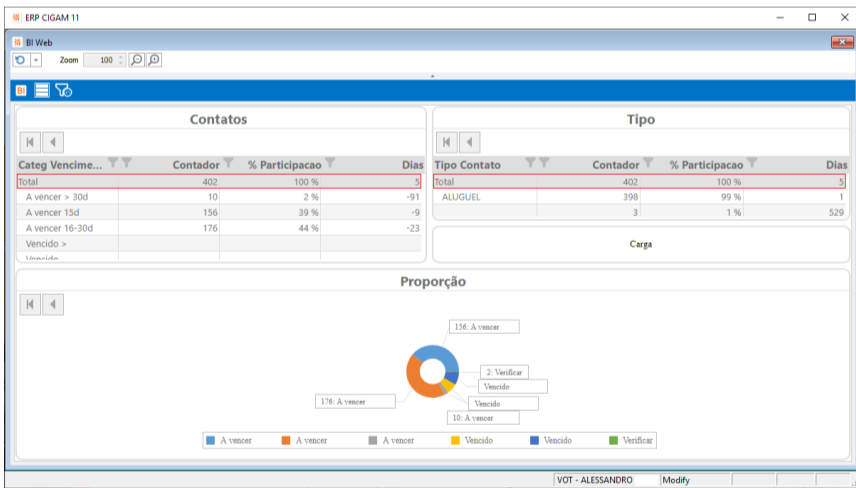 ERP CIGAM 11
BI Web
Zoom 100
BI
Contatos
Categ Vencime... Contador % Participacao Dias
Total 402 100 % 5
A vencer > 30d 10 2 % -91
A vencer 15d 156 39 % -9
A vencer 16-30d 176 44 % -23
Vencido >
Vencido
Tipo
Tipo Contato Contador % Participacao Dias
Total 402 100 % 5
ALUGUEL 398 99 % 1
3 1 % 529
Carga
Proporção
156: A vencer
2: Verificar
Vencido
176: A vencer
Vencido
10: A vencer
A vencer A vencer A vencer Vencido Vencido Verificar
VOT - ALESSANDRO Modify